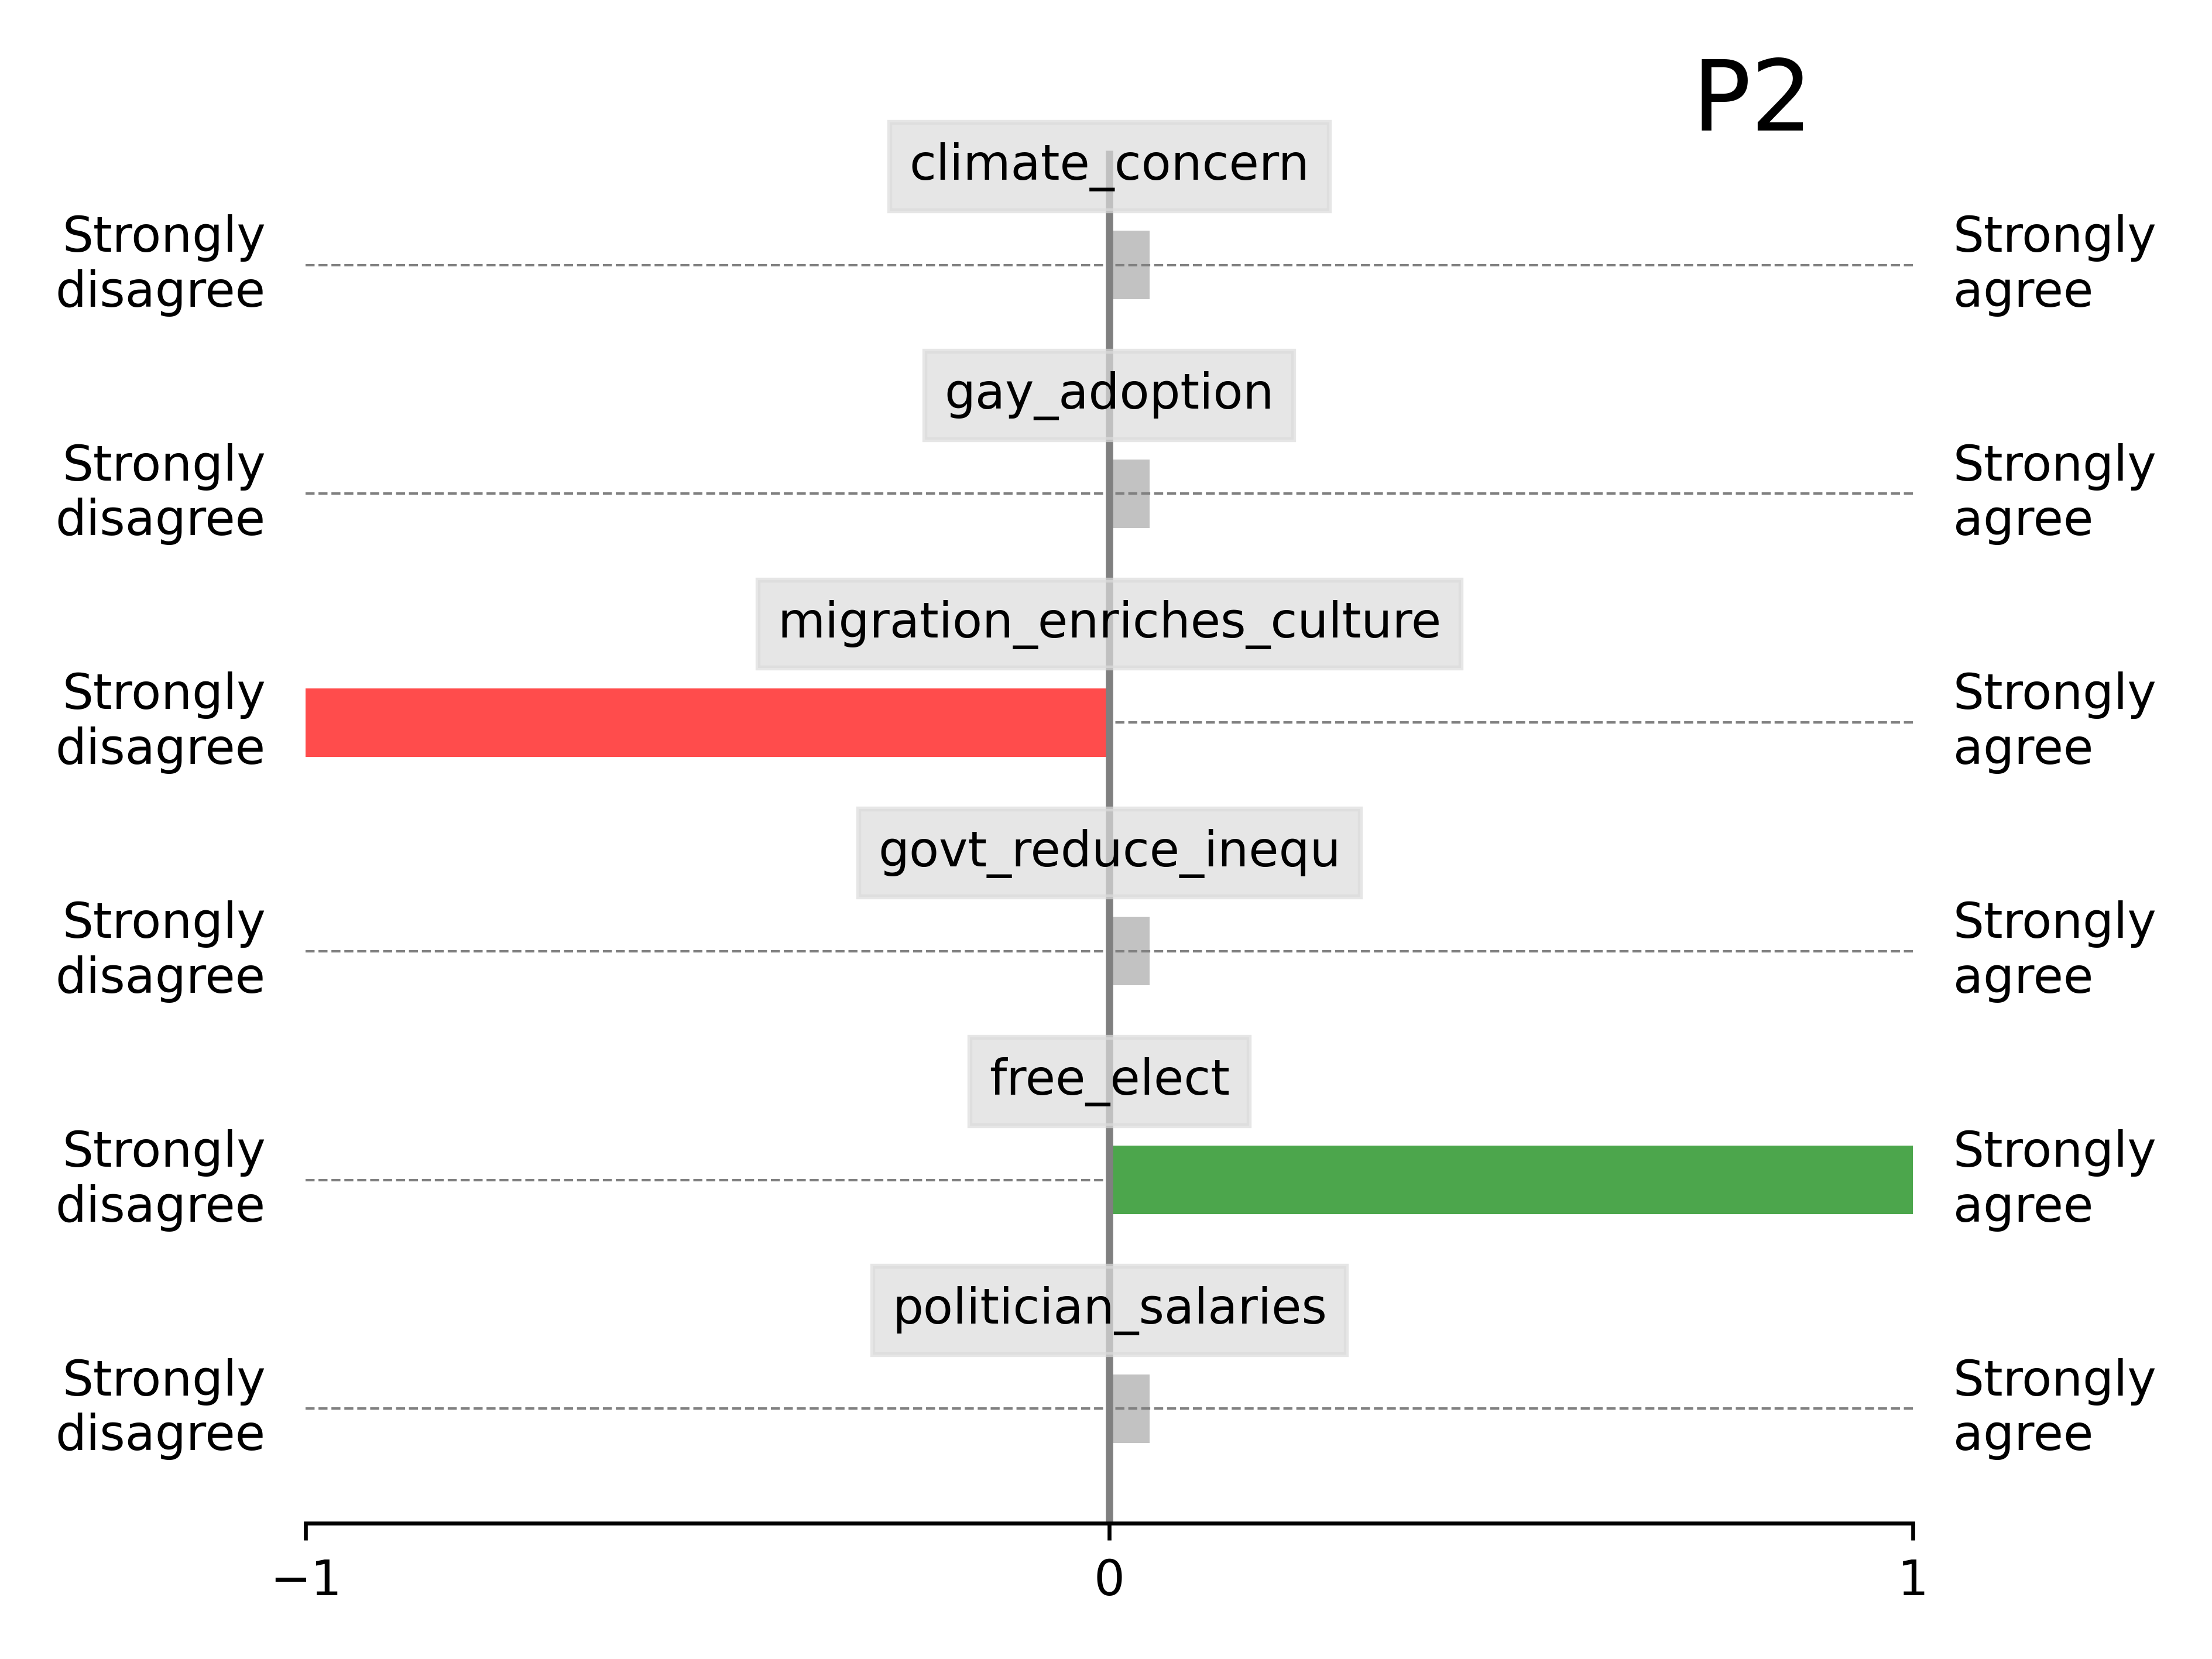 P2
climate_concern
Strongly
disagree
Strongly
agree
gay_adoption
Strongly
disagree
Strongly
agree
migration_enriches_culture
Strongly
disagree
Strongly
agree
govt_reduce_inequ
Strongly
disagree
Strongly
agree
free_elect
Strongly
disagree
Strongly
agree
politician_salaries
Strongly
disagree
Strongly
agree
−1 0 1